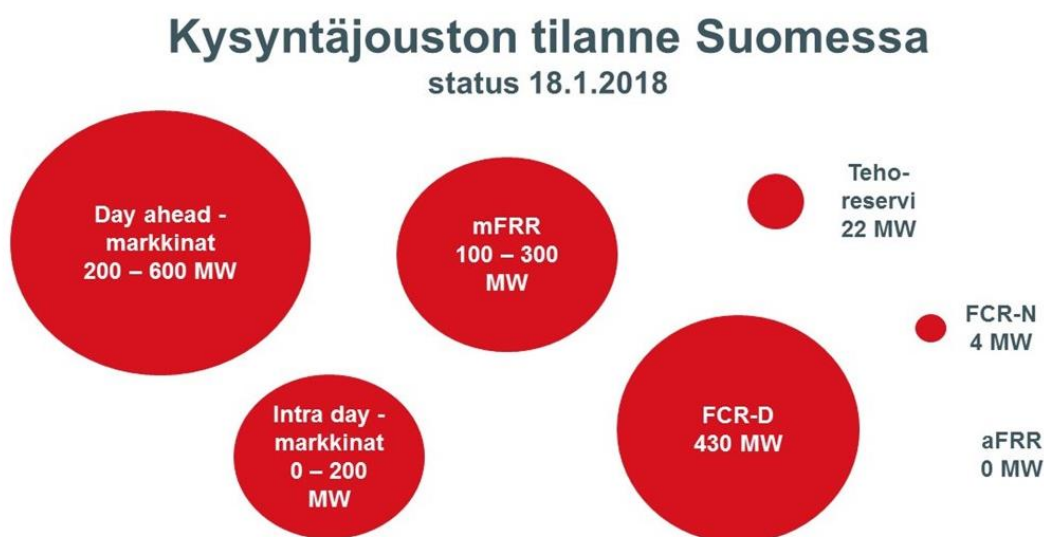 Kysyntäjouston tilanne Suomessa
status 18.1.2018
Day ahead -
markkinat
200 – 600 MW
mFRR
100 – 300
MW
Teho-
reservi
22 MW
FCR-N
4 MW
Intra day -
markkinat
0 – 200
MW
FCR-D
430 MW
aFRR
0 MW